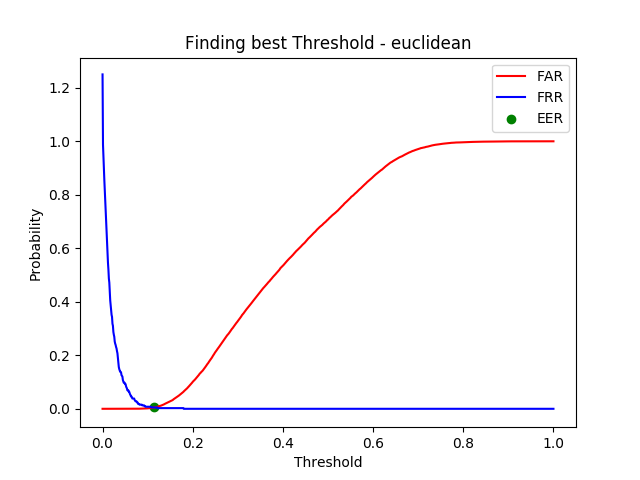 Finding best Threshold - euclidean
FAR
FRR
EER
1.2
1.0
0.8
0.6
0.4
0.2
0.0
Probability
0.0 0.2 0.4 0.6 0.8 1.0
Threshold